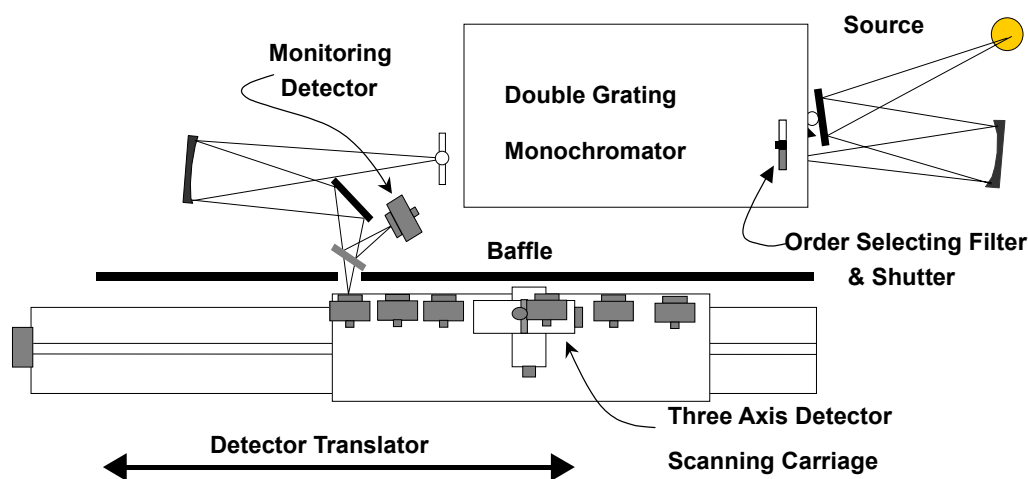 Source
Monitoring
Detector
Double Grating
Monochromator
Order Selecting Filter
& Shutter
Baffle
Three Axis Detector
Scanning Carriage
Detector Translator